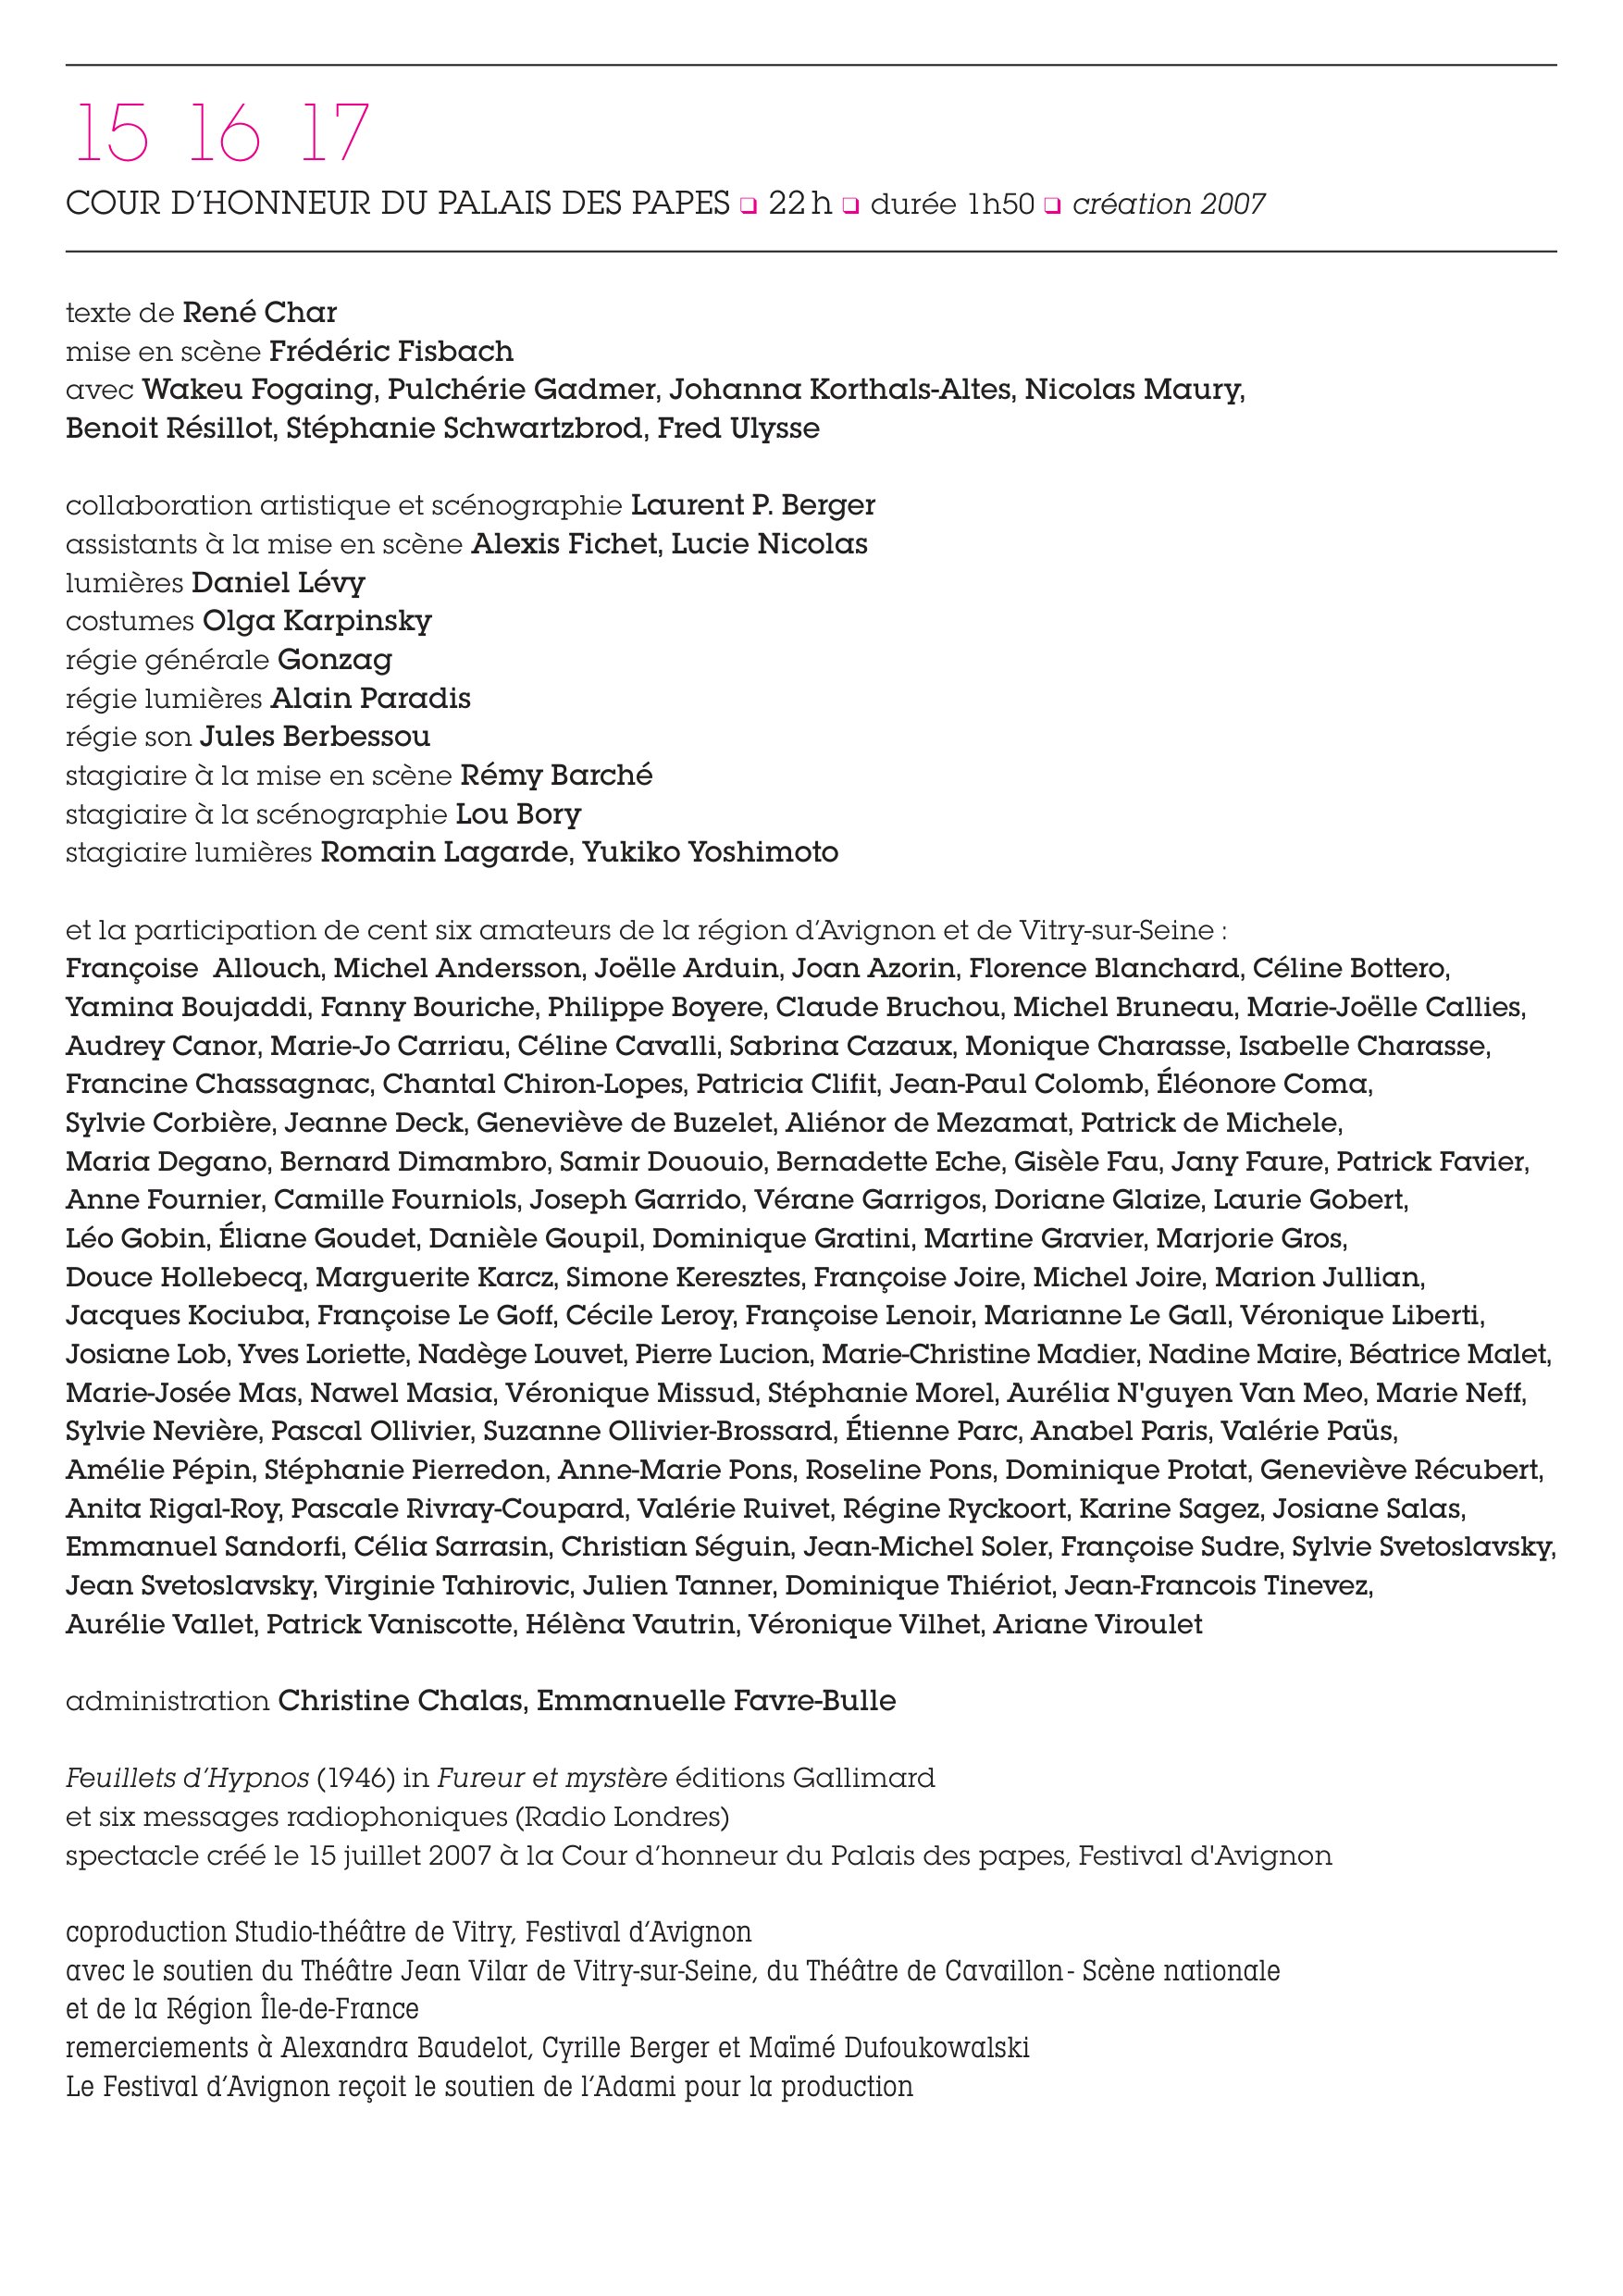 15 16 17
COUR D’HONNEUR DU PALAIS DES PAPES ❑ 22 h ❑ durée 1h50 ❑ création 2007
texte de René Char
mise en scène Frédéric Fisbach
avec Wakeu Fogaing, Pulchérie Gadmer, Johanna Korthals-Altes, Nicolas Maury,
Benoit Résillot, Stéphanie Schwartzbrod, Fred Ulysse
collaboration artistique et scénographie Laurent P. Berger
assistants à la mise en scène Alexis Fichet, Lucie Nicolas
lumières Daniel Lévy
costumes Olga Karpinsky
régie générale Gonzag
régie lumières Alain Paradis
régie son Jules Berbessou
stagiaire à la mise en scène Rémy Barché
stagiaire à la scénographie Lou Bory
stagiaire lumières Romain Lagarde, Yukiko Yoshimoto
et la participation de cent six amateurs de la région d’Avignon et de Vitry-sur-Seine :
Françoise Allouch, Michel Andersson, Joëlle Arduin, Joan Azorin, Florence Blanchard, Céline Bottero,
Yamina Boujaddi, Fanny Bouriche, Philippe Boyere, Claude Bruchou, Michel Bruneau, Marie-Joëlle Callies,
Audrey Canor, Marie-Jo Carriau, Céline Cavalli, Sabrina Cazaux, Monique Charasse, Isabelle Charasse,
Francine Chassagnac, Chantal Chiron-Lopes, Patricia Clifit, Jean-Paul Colomb, Éléonore Coma,
Sylvie Corbière, Jeanne Deck, Geneviève de Buzelet, Aliénor de Mezamat, Patrick de Michele,
Maria Degano, Bernard Dimambro, Samir Dououio, Bernadette Eche, Gisèle Fau, Jany Faure, Patrick Favier,
Anne Fournier, Camille Fourniols, Joseph Garrido, Vérane Garrigos, Doriane Glaize, Laurie Gobert,
Léo Gobin, Éliane Goudet, Danièle Goupil, Dominique Gratini, Martine Gravier, Marjorie Gros,
Douce Hollebecq, Marguerite Karcz, Simone Keresztes, Françoise Joire, Michel Joire, Marion Jullian,
Jacques Kociuba, Françoise Le Goff, Cécile Leroy, Françoise Lenoir, Marianne Le Gall, Véronique Liberti,
Josiane Lob, Yves Loriette, Nadège Louvet, Pierre Lucion, Marie-Christine Madier, Nadine Maire, Béatrice Malet,
Marie-Josée Mas, Nawel Masia, Véronique Missud, Stéphanie Morel, Aurélia N'guyen Van Meo, Marie Neff,
Sylvie Nevière, Pascal Ollivier, Suzanne Ollivier-Brossard, Étienne Parc, Anabel Paris, Valérie Paüs,
Amélie Pépin, Stéphanie Pierredon, Anne-Marie Pons, Roseline Pons, Dominique Protat, Geneviève Récubert,
Anita Rigal-Roy, Pascale Rivray-Coupard, Valérie Ruivet, Régine Ryckoort, Karine Sagez, Josiane Salas,
Emmanuel Sandorfi, Célia Sarrasin, Christian Séguin, Jean-Michel Soler, Françoise Sudre, Sylvie Svetoslavsky,
Jean Svetoslavsky, Virginie Tahirovic, Julien Tanner, Dominique Thiériot, Jean-Francois Tinevez,
Aurélie Vallet, Patrick Vaniscotte, Hélèna Vautrin, Véronique Vilhet, Ariane Viroulet
administration Christine Chalas, Emmanuelle Favre-Bulle
Feuillets d’Hypnos (1946) in Fureur et mystère éditions Gallimard
et six messages radiophoniques (Radio Londres)
spectacle créé le 15 juillet 2007 à la Cour d’honneur du Palais des papes, Festival d'Avignon
coproduction Studio-théâtre de Vitry, Festival d’Avignon
avec le soutien du Théâtre Jean Vilar de Vitry-sur-Seine, du Théâtre de Cavaillon - Scène nationale
et de la Région Île-de-France
remerciements à Alexandra Baudelot, Cyrille Berger et Maïmé Dufoukowalski
Le Festival d’Avignon reçoit le soutien de l’Adami pour la production